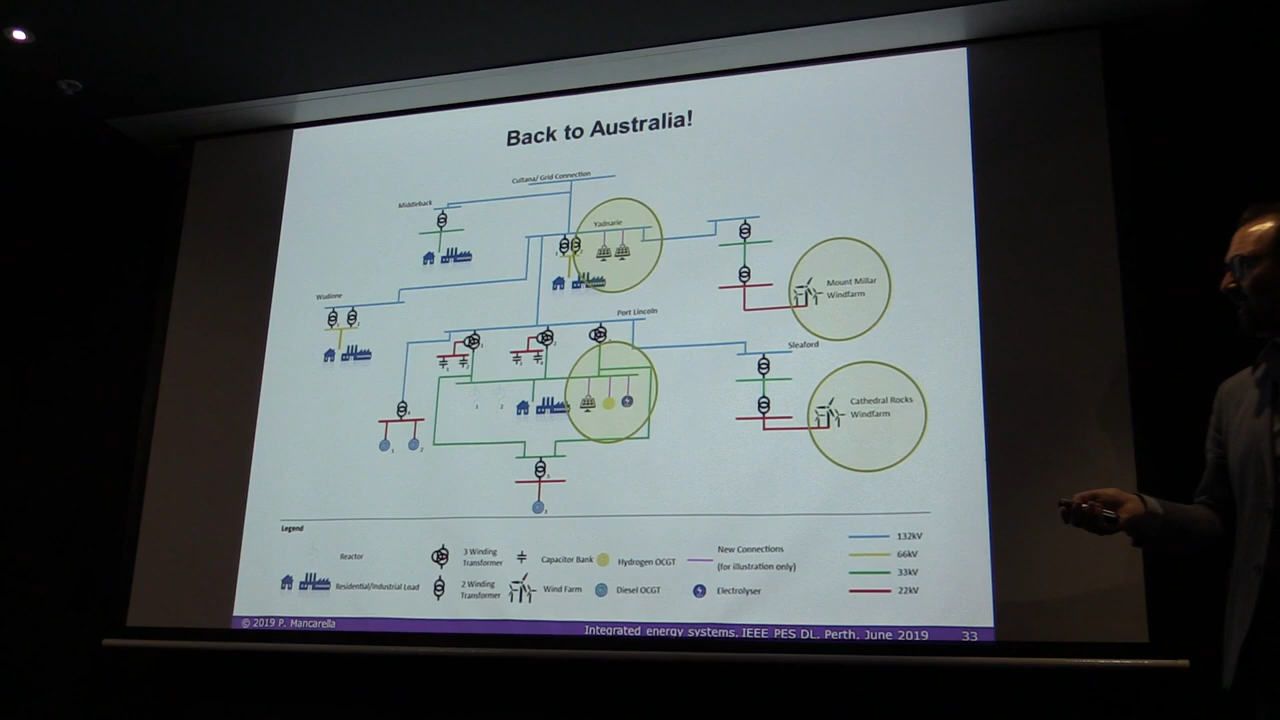 Back to Australia!
Cultana/ Grid Connection
Middleback
Yadnarie
Mount Millar
Windfarm
Wudinne
Port Lincoln
Sleaford
Cathedral Rocks
Windfarm
Legend
Reactor
3 Winding
Transformer
Capacitor Bank
Hydrogen OCGT
New Connections
(for illustration only)
132kV
66kV
33kV
22kV
Residential/Industrial Load
2 Winding
Transformer
Wind Farm
Diesel OCGT
Electrolyser
© 2019 P. Mancarella
Integrated energy systems, IEEE PES DL, Perth, June 2019
33